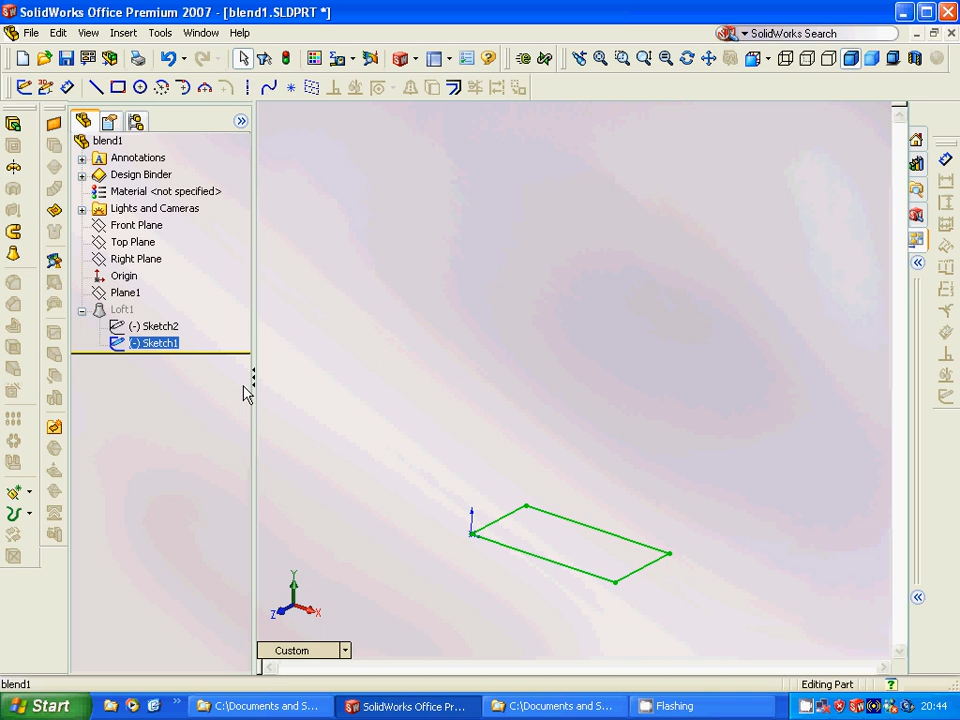 SolidWorks Office Premium 2007 - [blend1.SLDPRT *]
File Edit View Insert Tools Window Help
SolidWorks Search
blend1
A Annotations
Design Binder
Material <not specified>
Lights and Cameras
Front Plane
Top Plane
Right Plane
Origin
Plane1
Loft1
(-) Sketch2
(-) Sketch1
Y
Z X
Custom
blend1
Editing Part
?
Start
C:\Documents and S...
SolidWorks Office Pr...
C:\Documents and S...
Flashing
20:44